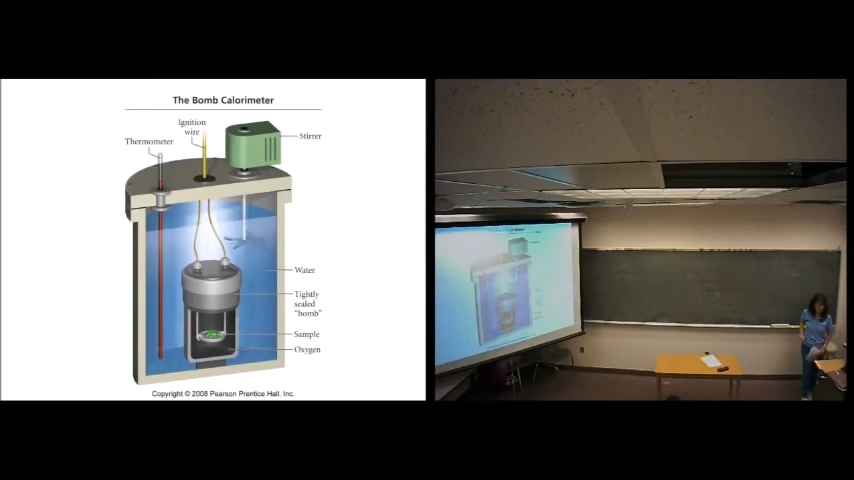 The Bomb Calorimeter
Ignition
wire
Stirrer
Thermometer
Water
Tightly
sealed
"bomb"
Sample
Oxygen
Copyright © 2008 Pearson Prentice Hall, Inc.